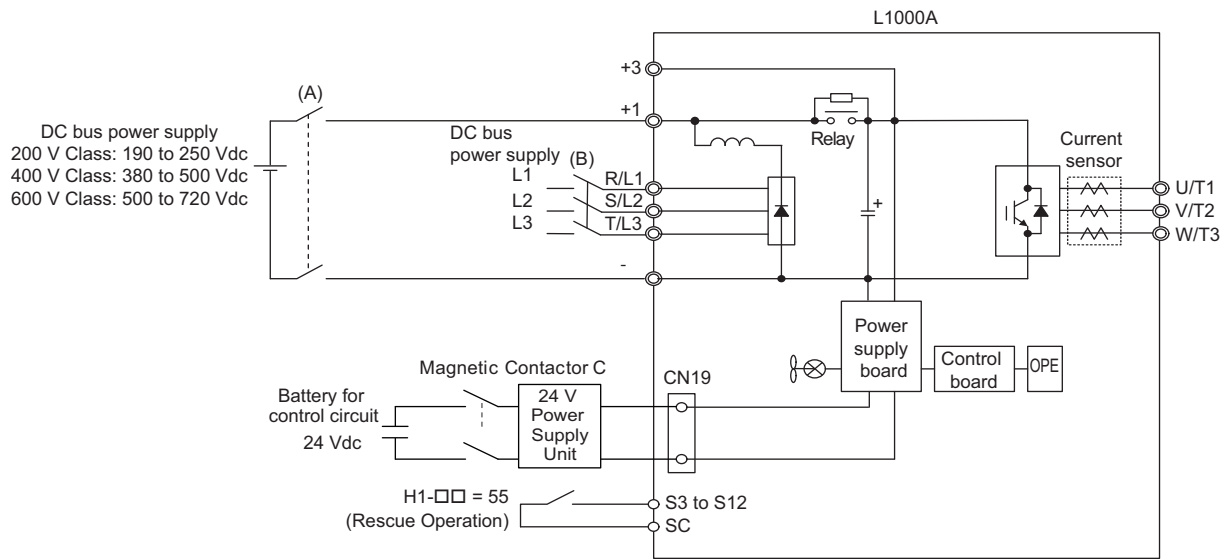 L1000A
+3
(A)
+1
DC bus power supply
200 V Class: 190 to 250 Vdc
400 V Class: 380 to 500 Vdc
600 V Class: 500 to 720 Vdc
DC bus
power supply
(B)
L1
L2
L3
R/L1
S/L2
T/L3
-
Relay
+
Current
sensor
U/T1
V/T2
W/T3
Power
supply
board
Control
board
OPE
Magnetic Contactor C
CN19
Battery for
control circuit
24 Vdc
24 V
Power
Supply
Unit
H1-□□ = 55
(Rescue Operation)
S3 to S12
SC